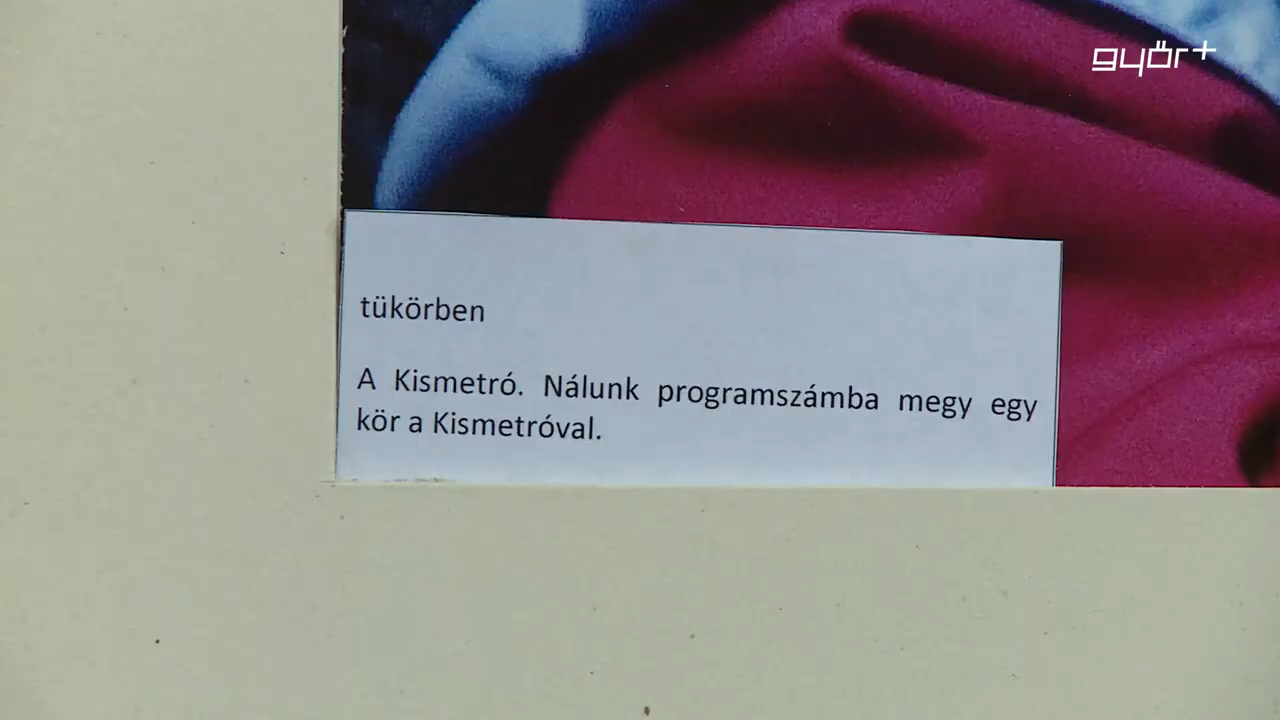 győr+
tükörben
A Kismetró. Nálunk programszámba megy egy
kör a Kismetróval.